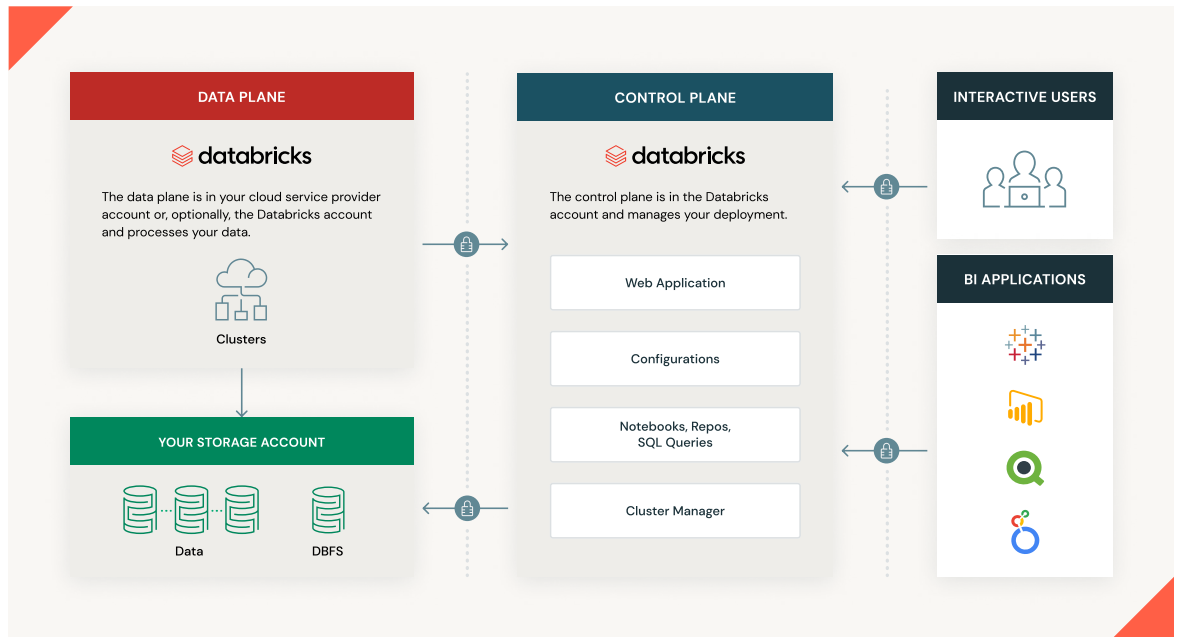 DATA PLANE
databricks
The data plane is in your cloud service provider
account or, optionally, the Databricks account
and processes your data.
Clusters
YOUR STORAGE ACCOUNT
Data
DBFS
CONTROL PLANE
databricks
The control plane is in the Databricks
account and manages your deployment.
Web Application
Configurations
Notebooks, Repos,
SQL Queries
Cluster Manager
INTERACTIVE USERS
BI APPLICATIONS